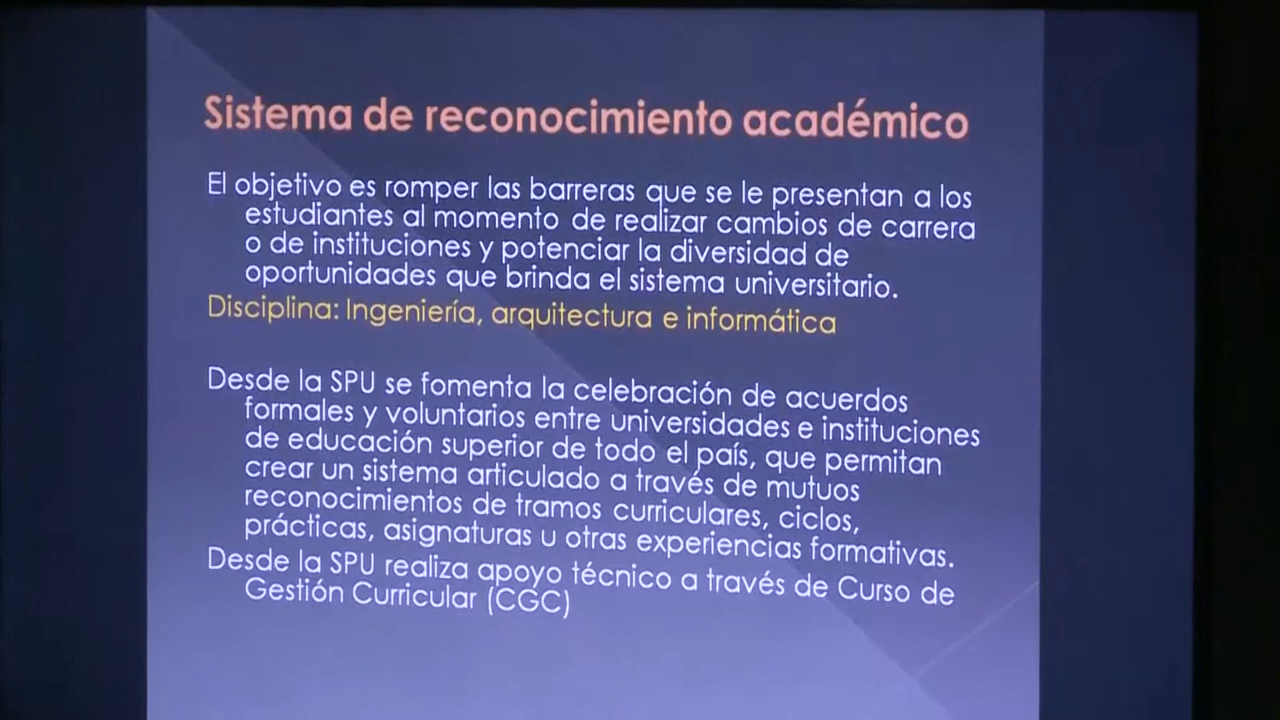 Sistema de reconocimiento académico
El objetivo es romper las barreras que se le presentan a los
estudiantes al momento de realizar cambios de carrera
o de instituciones y potenciar la diversidad de
oportunidades que brinda el sistema universitario.
Disciplina: Ingeniería, arquitectura e informática
Desde la SPU se fomenta la celebración de acuerdos
formales y voluntarios entre universidades e instituciones
de educación superior de todo el país, que permitan
crear un sistema articulado a través de mutuos
reconocimientos de tramos curriculares, ciclos,
prácticas, asignaturas u otras experiencias formativas.
Desde la SPU realiza apoyo técnico a través de Curso de
Gestión Curricular (CGC)